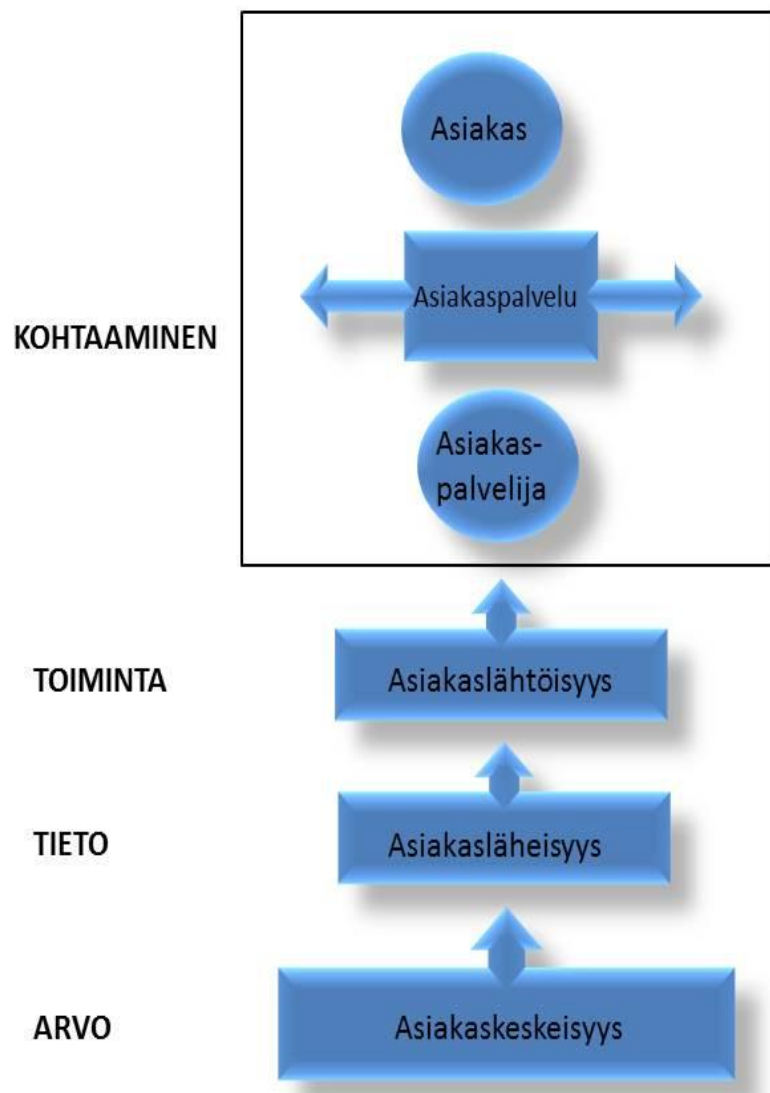 Asiakas
KOHTAAMINEN
Asiakaspalvelu
Asiakas-
palvelija
TOIMINTA
Asiakaslähtöisyys
TIETO
Asiakasläheisyys
ARVO
Asiakaskeskeisyys